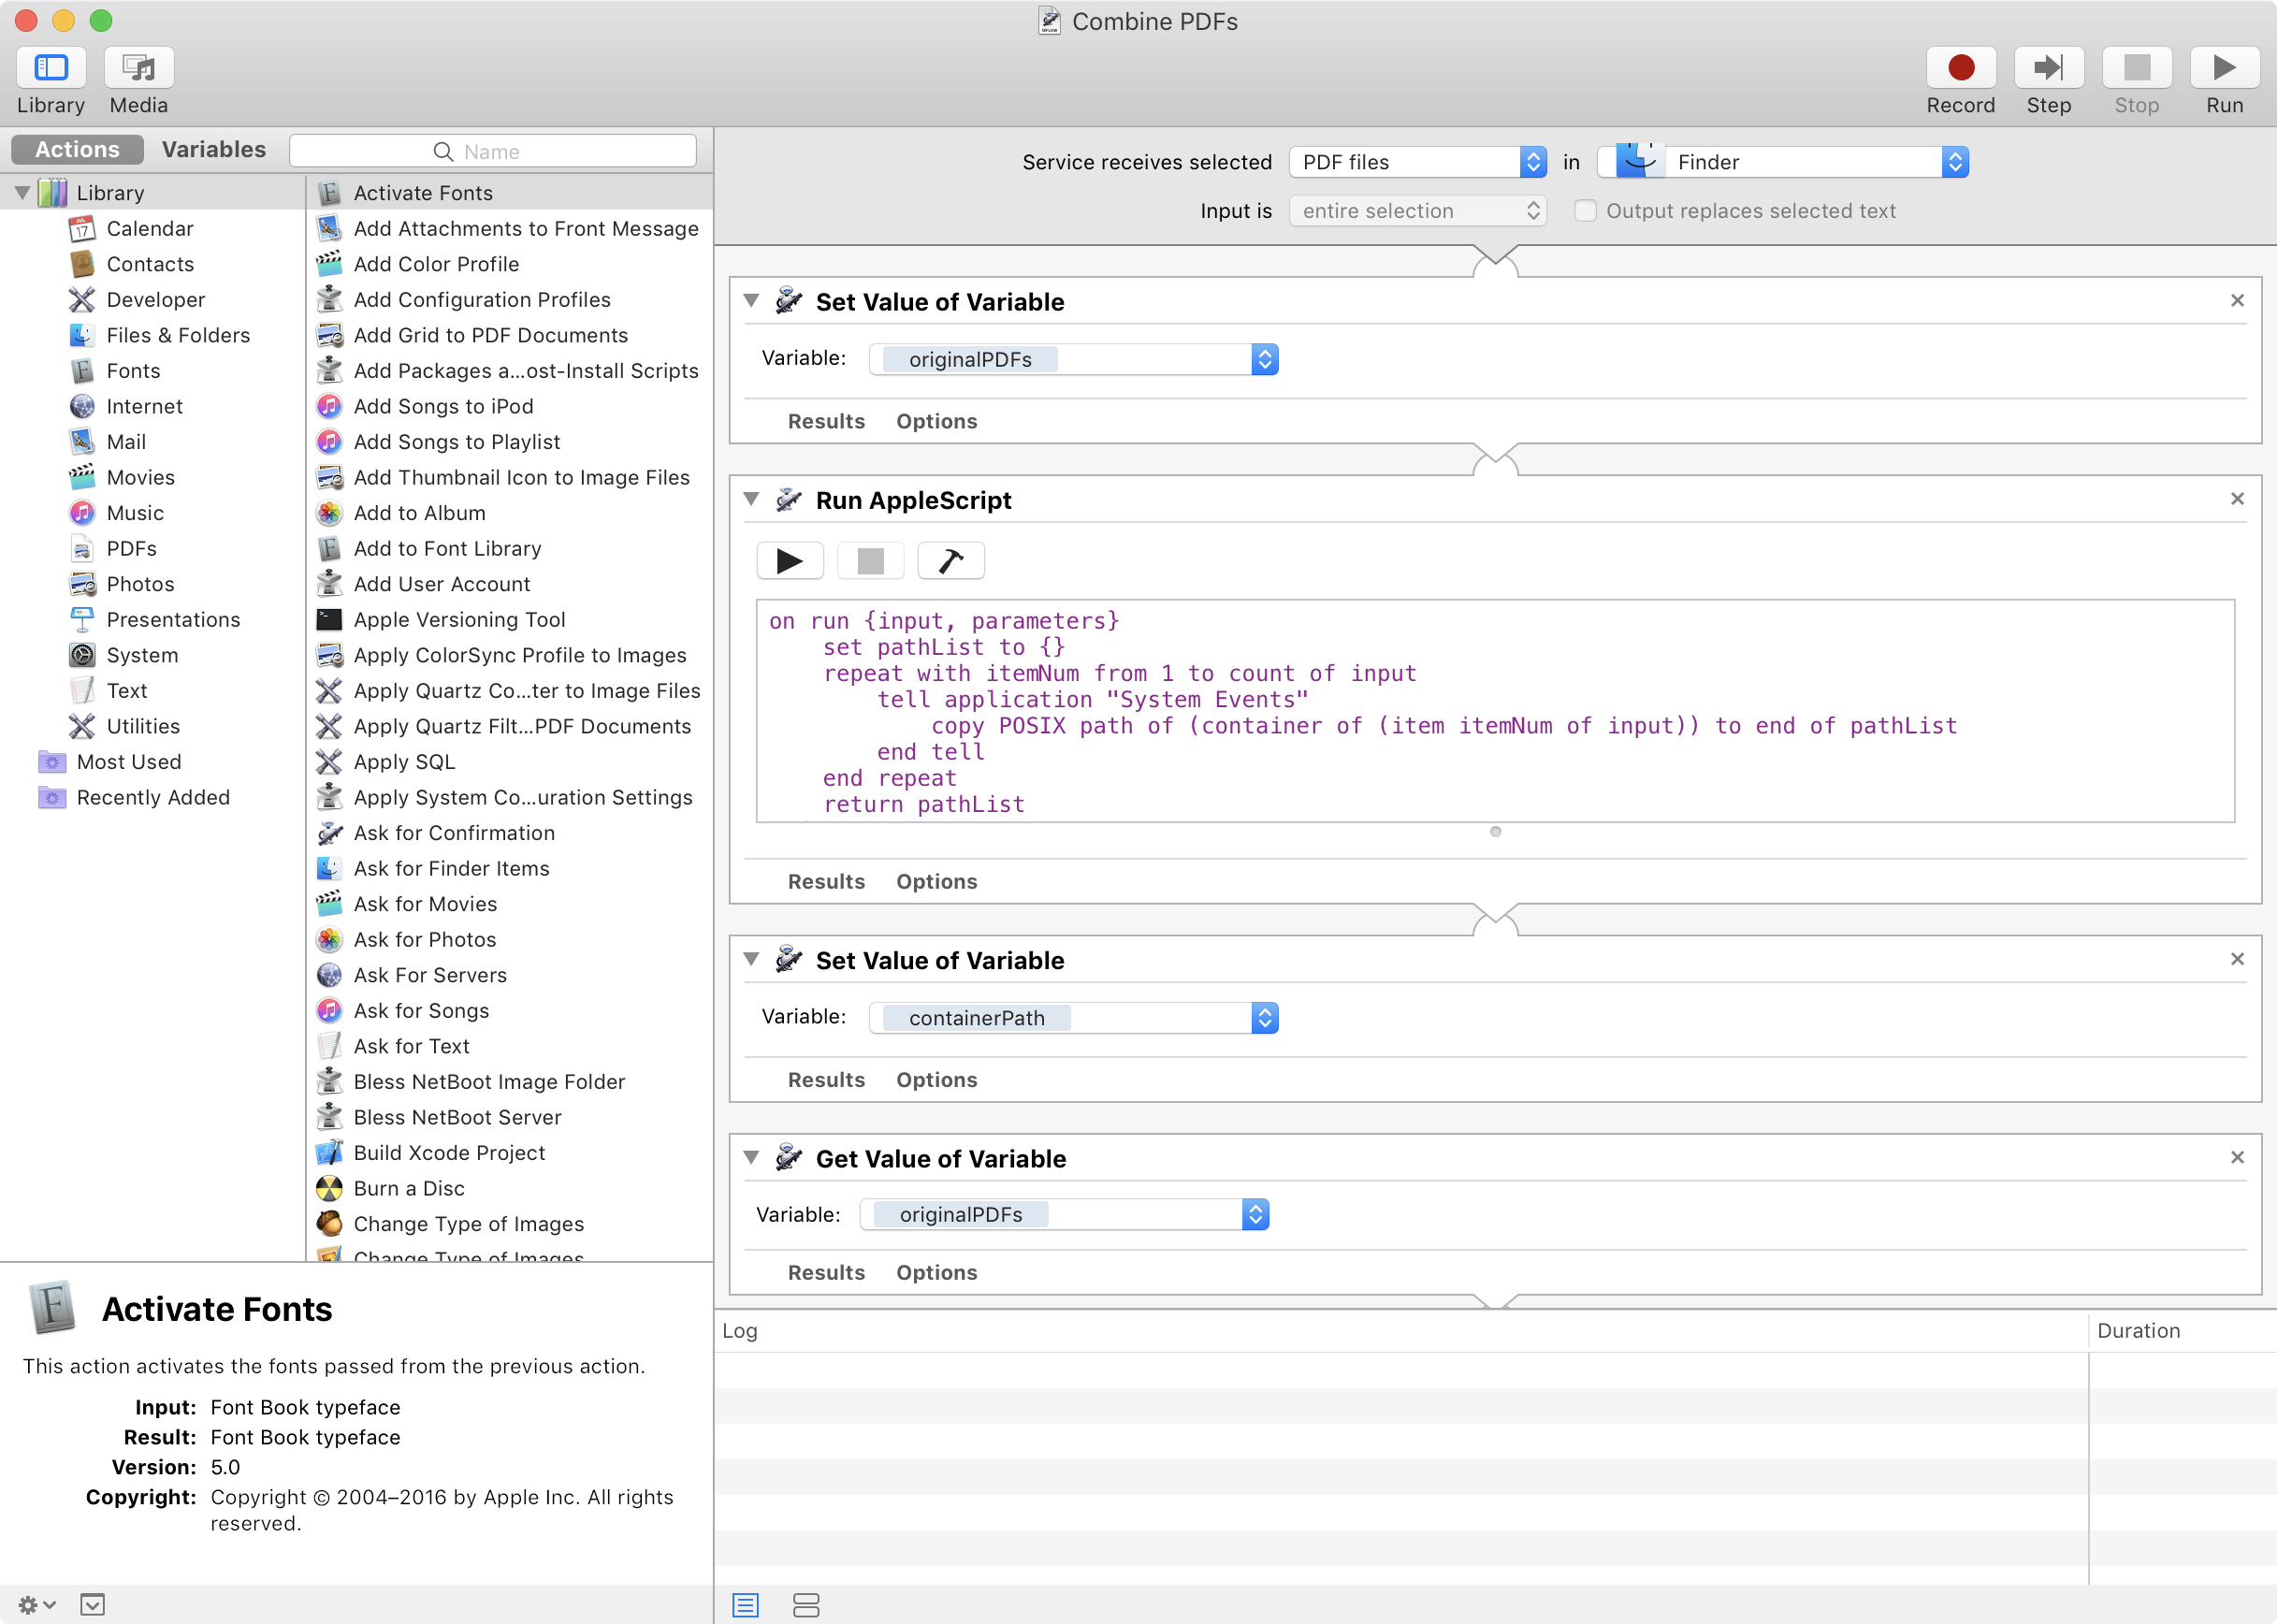 Combine PDFs
Library
Media
Record
Step
Stop
Run
Actions
Variables
Name
Library
Calendar
Contacts
Developer
Files & Folders
Fonts
Internet
Mail
Movies
Music
PDFs
Photos
Presentations
System
Text
Utilities
Most Used
Recently Added
Activate Fonts
Add Attachments to Front Message
Add Color Profile
Add Configuration Profiles
Add Grid to PDF Documents
Add Packages a...ost-Install Scripts
Add Songs to iPod
Add Songs to Playlist
Add Thumbnail Icon to Image Files
Add to Album
Add to Font Library
Add User Account
Apple Versioning Tool
Apply ColorSync Profile to Images
Apply Quartz Co...ter to Image Files
Apply Quartz Filt...PDF Documents
Apply SQL
Apply System Co...uration Settings
Ask for Confirmation
Ask for Finder Items
Ask for Movies
Ask for Photos
Ask For Servers
Ask for Songs
Ask for Text
Bless NetBoot Image Folder
Bless NetBoot Server
Build Xcode Project
Burn a Disc
Change Type of Images
Change Type of Images
Activate Fonts
This action activates the fonts passed from the previous action.
Input: Font Book typeface
Result: Font Book typeface
Version: 5.0
Copyright: Copyright © 2004–2016 by Apple Inc. All rights
reserved.
Service receives selected PDF files in Finder
Input is entire selection Output replaces selected text
Set Value of Variable
Variable: originalPDFs
Results Options
Run AppleScript
on run {input, parameters}
set pathList to {}
repeat with itemNum from 1 to count of input
tell application "System Events"
copy POSIX path of (container of (item itemNum of input)) to end of pathList
end tell
end repeat
return pathList
Results Options
Set Value of Variable
Variable: containerPath
Results Options
Get Value of Variable
Variable: originalPDFs
Results Options
Log
Duration